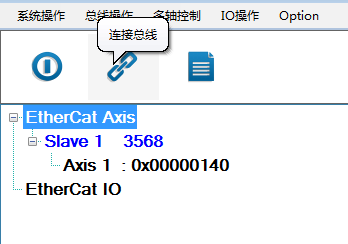 系统操作 总线操作 多轴控制 IO操作 Option
连接总线
EtherCat Axis
Slave 1 3568
Axis 1 : 0x00000140
EtherCat IO